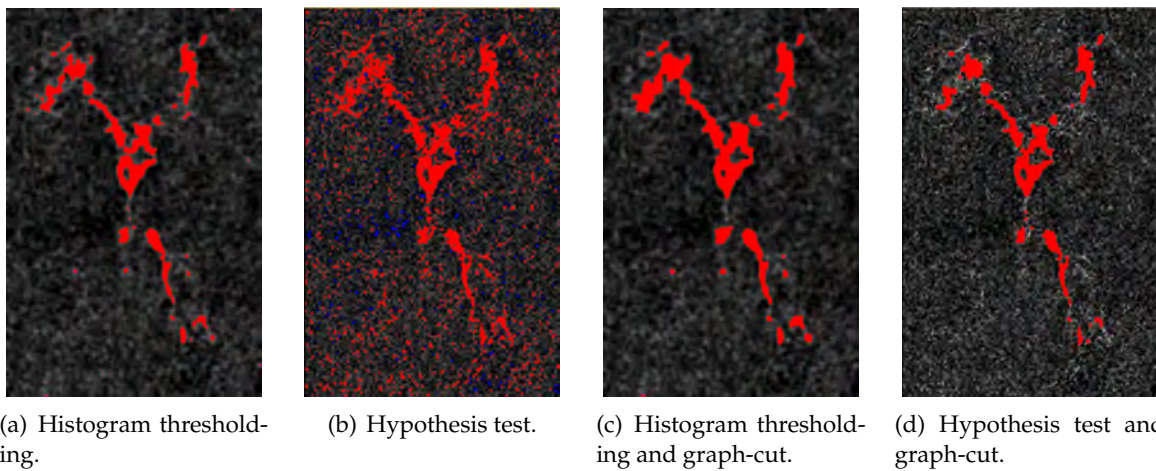 (a) Histogram threshold-
ing.
(b) Hypothesis test.
(c) Histogram threshold-
ing and graph-cut.
(d) Hypothesis test and
graph-cut.